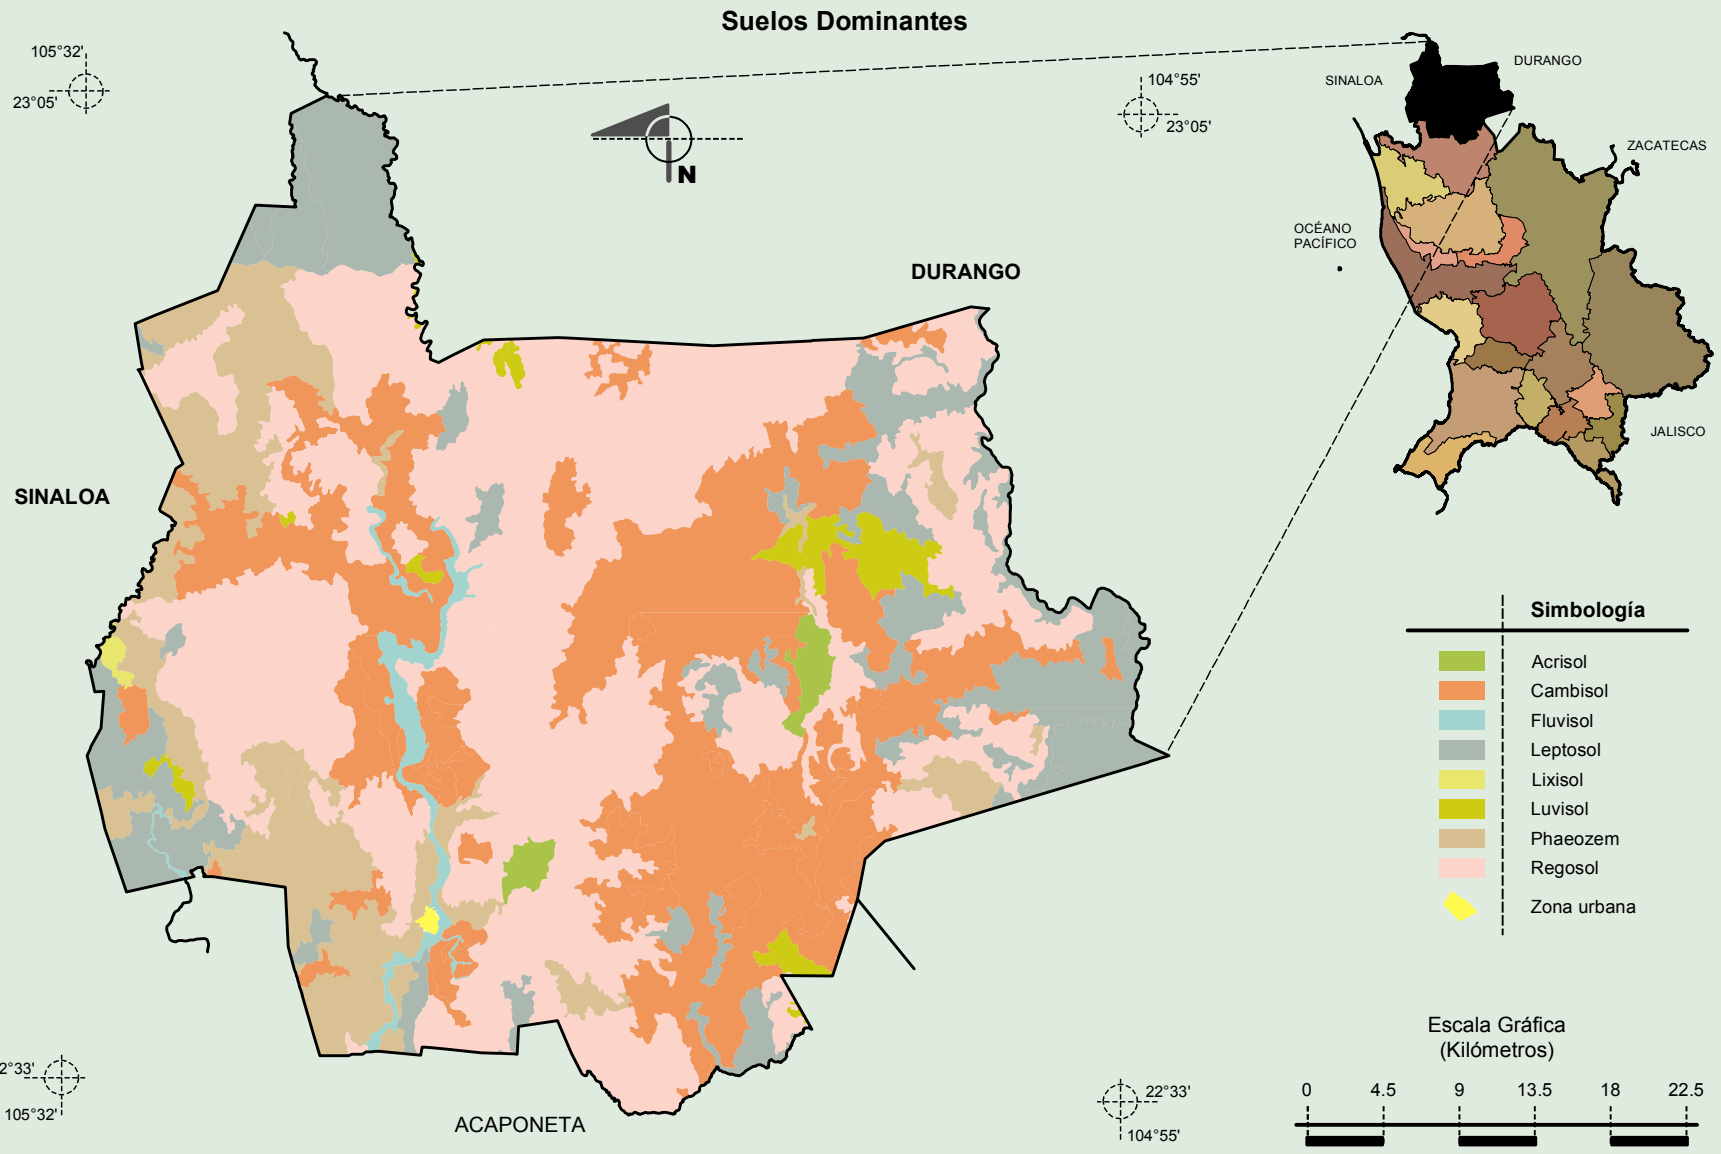 Suelos Dominantes
105°32'
23°05'
104°55'
23°05'
N
DURANGO
SINALOA
ACAPONETA
2°33'
105°32'
22°33'
104°55'
SINALOA
DURANGO
ZACATECAS
OCÉANO
PACÍFICO
JALISCO
Simbología
Acrisol
Cambisol
Fluvisol
Leptosol
Lixisol
Luvisol
Phaeozem
Regosol
Zona urbana
Escala Gráfica
(Kilómetros)
0 4.5 9 13.5 18 22.5